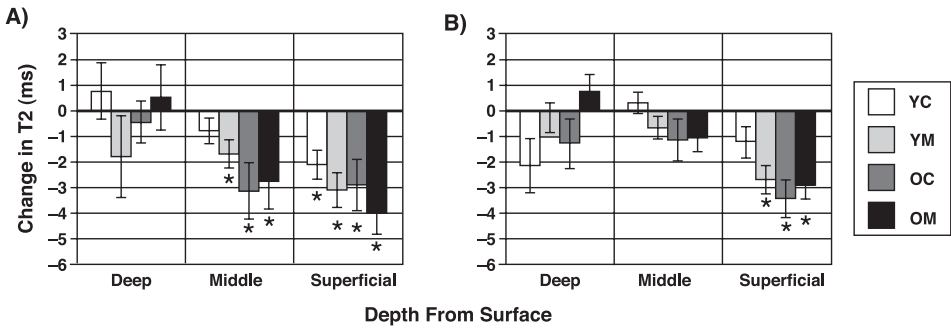 A)
B)
Change in T2 (ms)
3
2
1
0
–1
–2
–3
–4
–5
–6
* * * * * * *
Deep Middle Superficial
3
2
1
0
–1
–2
–3
–4
–5
–6
* * *
Deep Middle Superficial
Depth From Surface
YC
YM
OC
OM